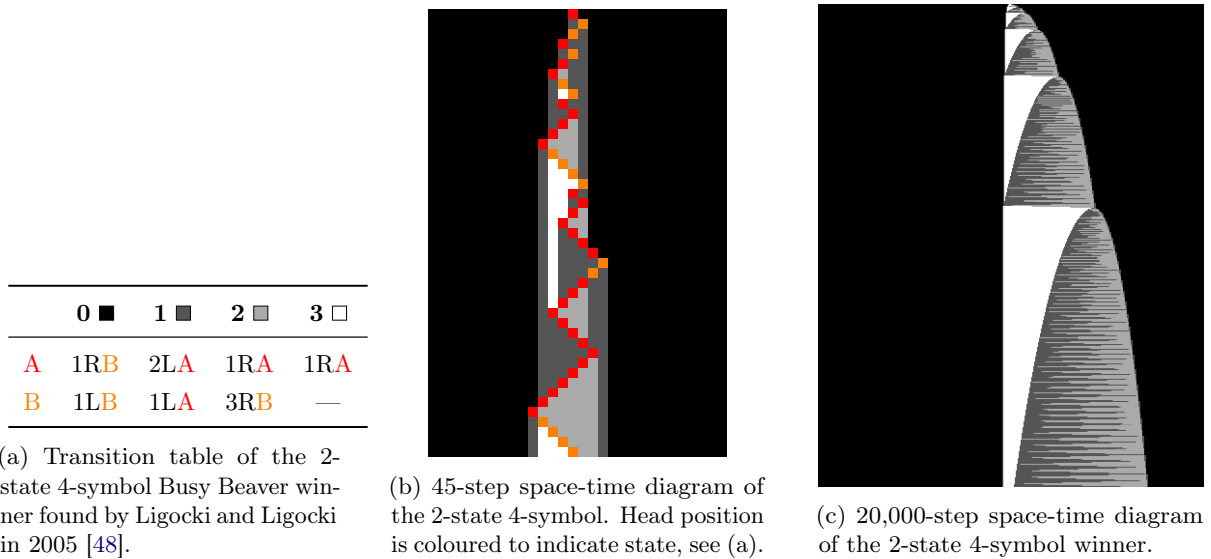 0 ■ 1 ■ 2 ■ 3 □
A 1RB 2LA 1RA 1RA
B 1LB 1LA 3RB —
(a) Transition table of the 2-
state 4-symbol Busy Beaver win-
ner found by Ligocki and Ligocki
in 2005 [48].
(b) 45-step space-time diagram of
the 2-state 4-symbol. Head position
is coloured to indicate state, see (a).
(c) 20,000-step space-time diagram
of the 2-state 4-symbol winner.